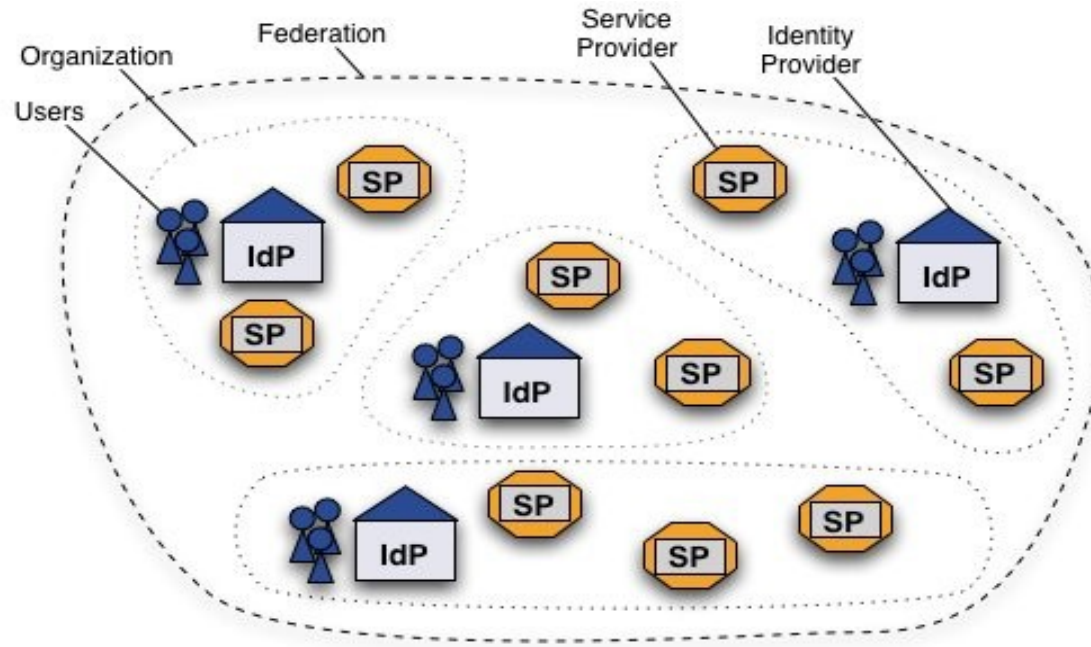 Federation
Service
Provider
Identity
Provider
Organization
Users
SP
SP
IdP
IdP
SP
SP
SP
SP
IdP
SP
SP
SP
IdP
SP